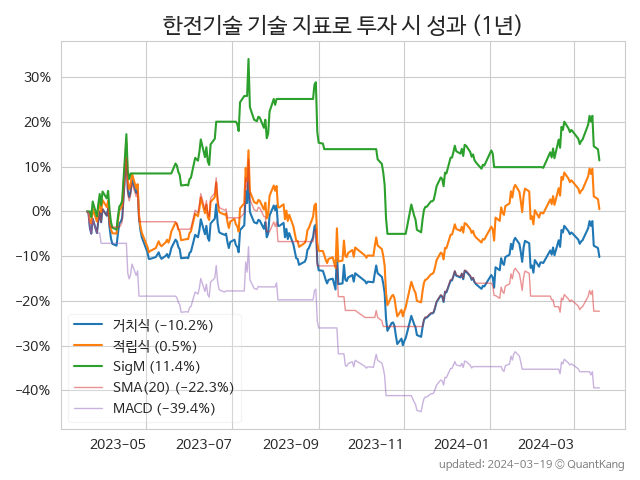 한전기술 기술 지표로 투자 시 성과 (1년)
30%
20%
10%
0%
−10%
−20%
−30%
−40%
거치식 (−10.2%)
적립식 (0.5%)
SigM (11.4%)
SMA(20) (−22.3%)
MACD (−39.4%)
2023-05 2023-07 2023-09 2023-11 2024-01 2024-03
updated: 2024-03-19 © QuantKang